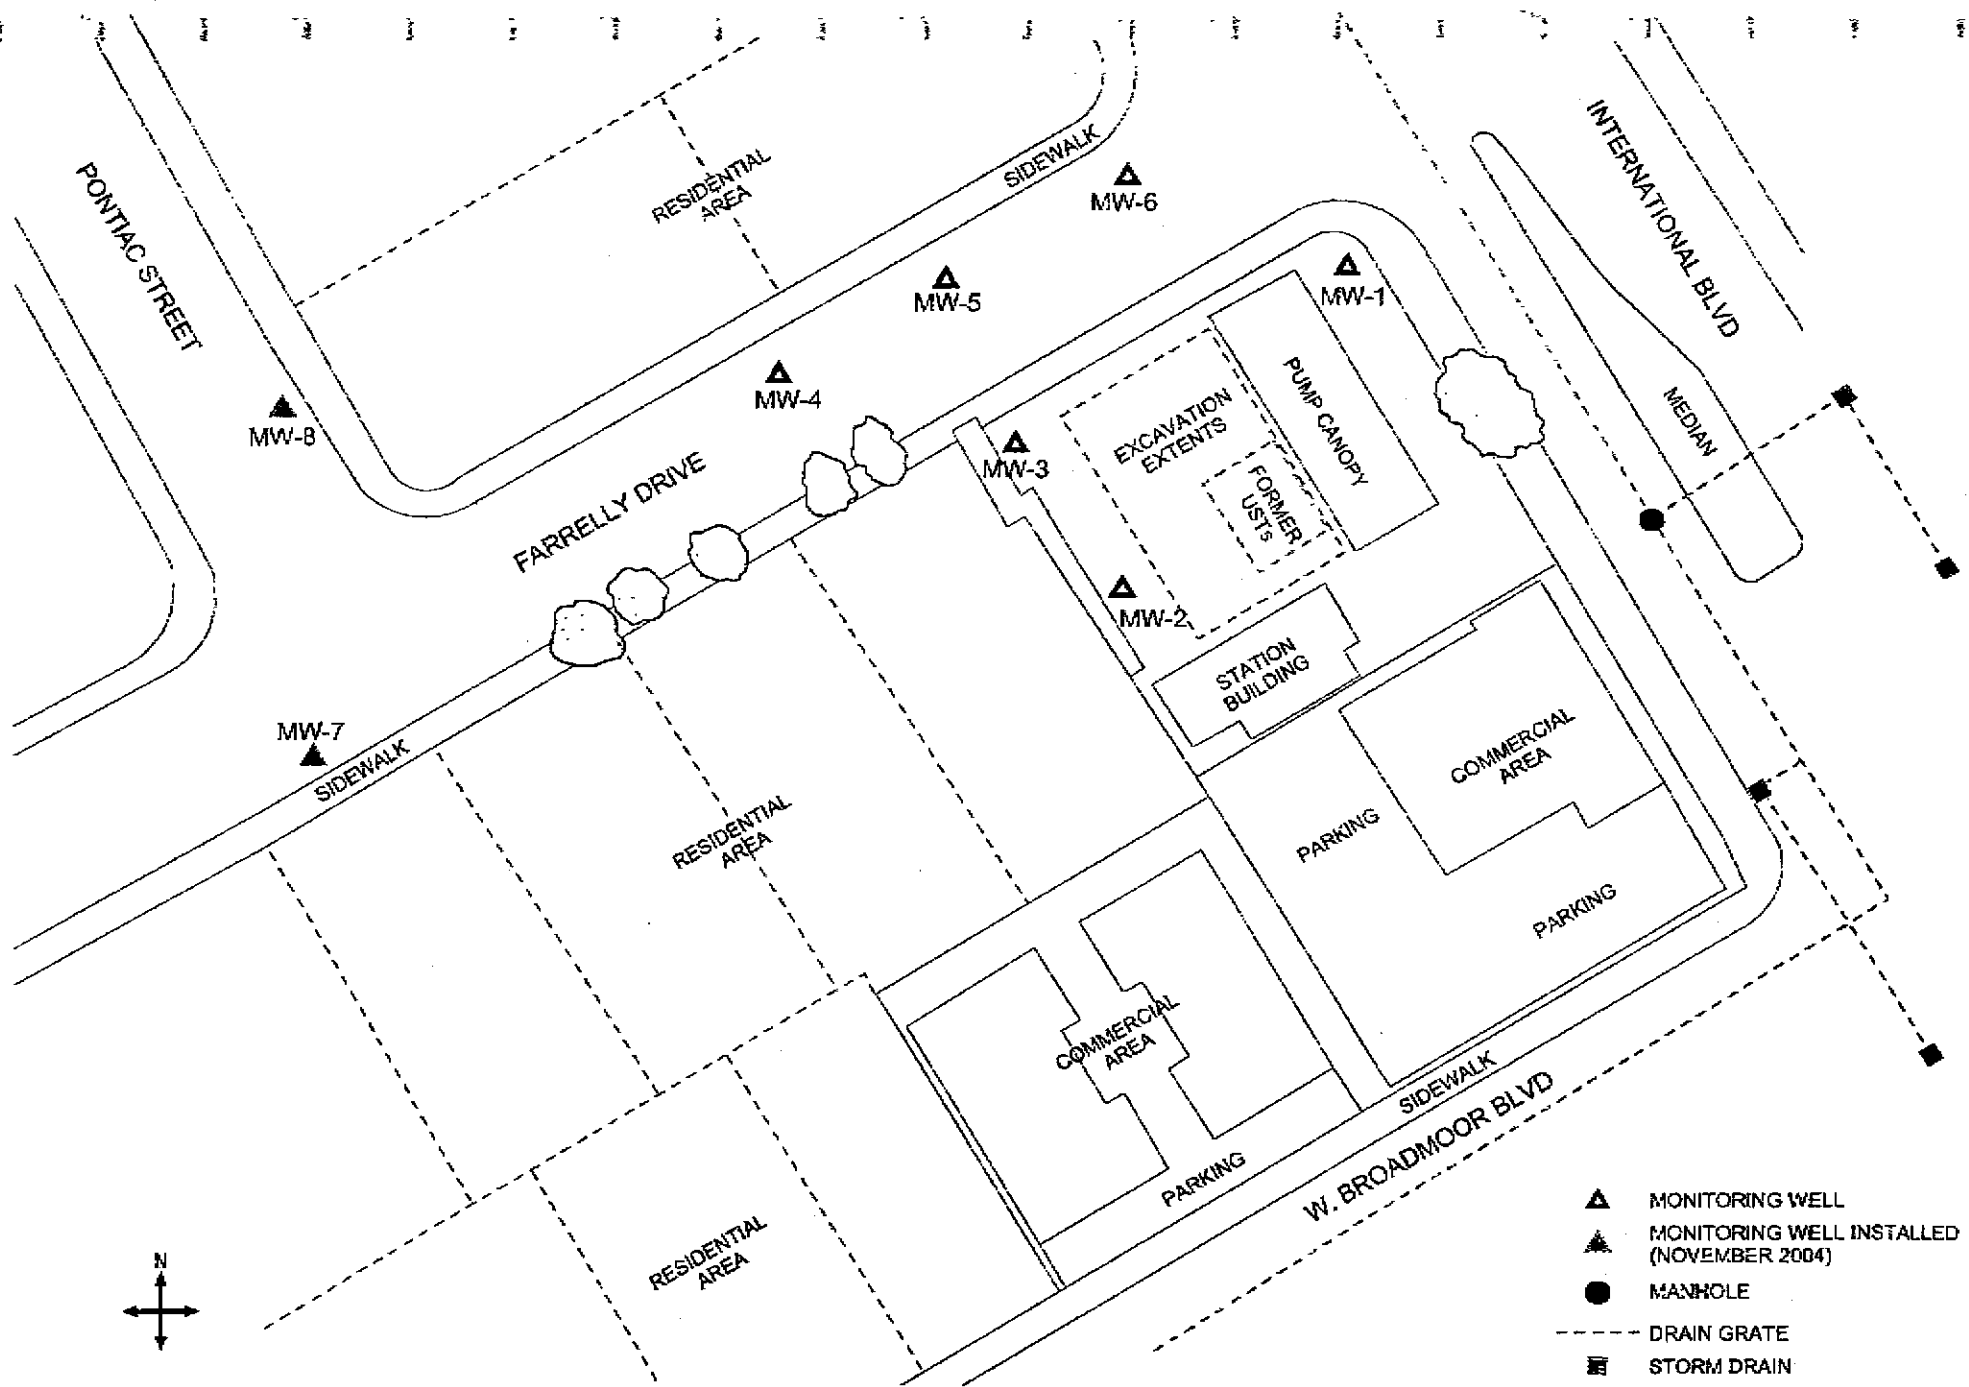 PONTIAC STREET
RESIDENTIAL
AREA
SIDEWALK
INTERNATIONAL BLVD
MW-6
MW-5
MW-1
MW-4
MW-8
MW-3
EXCAVATION
EXTENTS
PUMP CANOPY
MEDIAN
FARRELLY DRIVE
FORMER
USTs
MW-2
STATION
BUILDING
MW-7
SIDEWALK
COMMERCIAL
AREA
RESIDENTIAL
AREA
PARKING
PARKING
COMMERCIAL
AREA
SIDEWALK
W. BROADMOOR BLVD
PARKING
RESIDENTIAL
AREA
N
MONITORING WELL
MONITORING WELL INSTALLED
(NOVEMBER 2004)
MANHOLE
DRAIN GRATE
STORM DRAIN